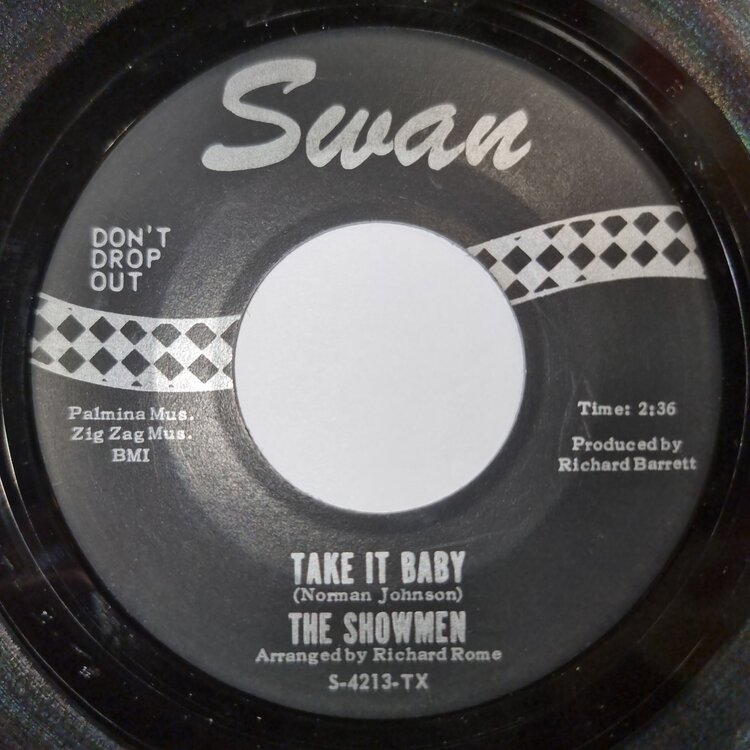 Swan
DON'T
DROP
OUT
Palmina Mus.
Zig Zag Mus.
BMI
Time: 2:36
Produced by
Richard Barrett
TAKE IT BABY
(Norman Johnson)
THE SHOWMEN
Arranged by Richard Rome
S-4213-TX